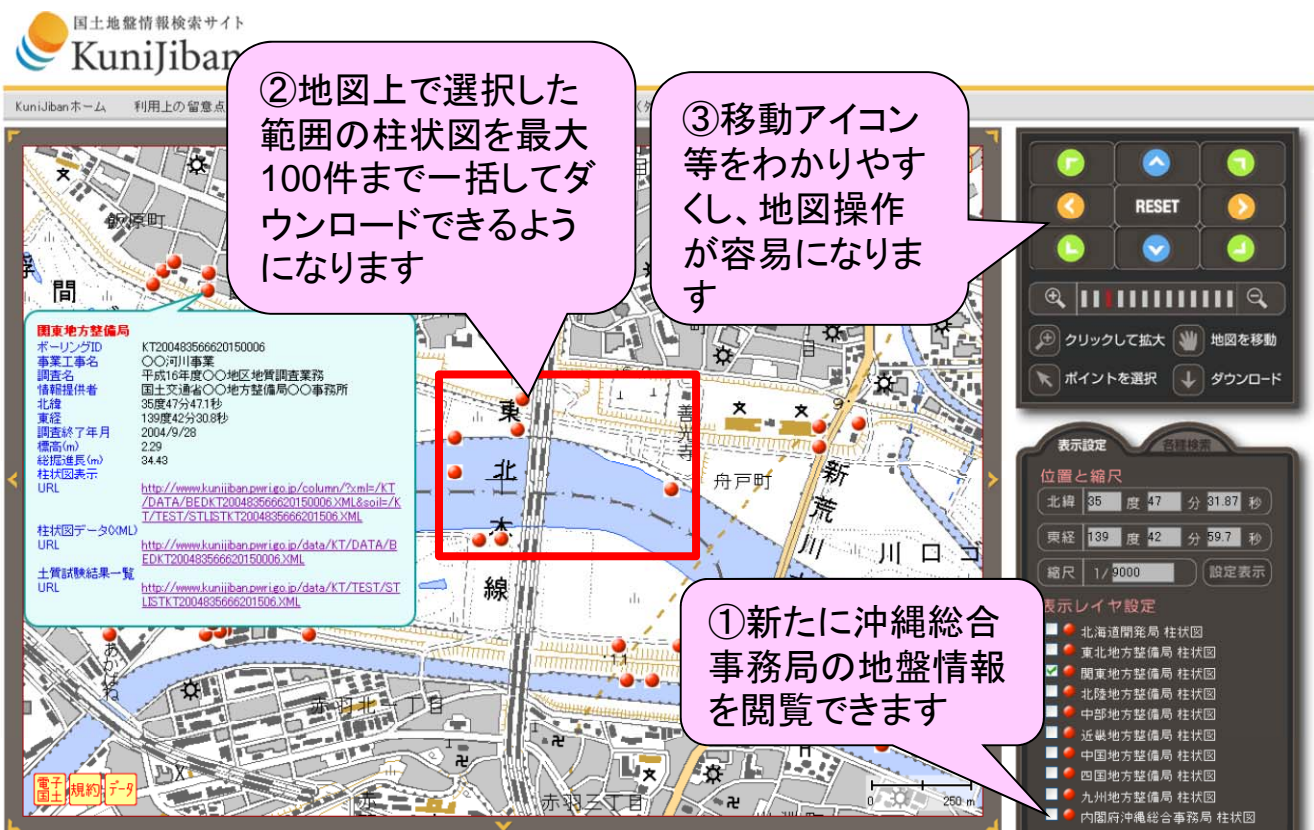 国土地盤情報検索サイト
KuniJiban
KuniJibanホーム 利用上の留意点
②地図上で選択した
範囲の柱状図を最大
100件まで一括してダ
ウンロードできるよう
になります
③移動アイコン
等をわかりやす
くし、地図操作
が容易になりま
す
RESET
クリックして拡大 地図を移動
ポイントを選択 ダウンロード
飯原町
間
関東地方整備局
ボーリングID KT200483566620150006
事業工事名 〇〇河川事業
調査名 平成16年度〇〇地区地質調査業務
情報提供者 国土交通省〇〇地方整備局〇〇事務所
北緯 35度47分47.1秒
東経 139度42分30.8秒
調査終了年月 2004/9/28
標高(m) 2.29
総掘進長(m) 34.43
柱状図表示
URL http://www.kunijiban.pwri.go.jp/column/?xml=/KT
/DATA/BEDKT200483566620150006.XML&soil=/K
T/TEST/STLISTKT2004835666201506.XML
柱状図データ(XML)
URL http://www.kunijiban.pwri.go.jp/data/KT/DATA/B
EDKT200483566620150006.XML
土質試験結果一覧
URL http://www.kunijiban.pwri.go.jp/data/KT/TEST/ST
LISTKT2004835666201506.XML
東
北
本
線
善光寺
舟戸町
新
荒
川
川口
あかばね
赤羽北一丁目
赤羽三丁目
電子
国土
規約
データ
0 250 m
表示設定 各種検索
位置と縮尺
北緯 35 度 47 分 31.87 秒
東経 139 度 42 分 59.7 秒
縮尺 1/9000 設定表示
表示レイヤ設定
北海道開発局 柱状図
東北地方整備局 柱状図
関東地方整備局 柱状図
北陸地方整備局 柱状図
中部地方整備局 柱状図
近畿地方整備局 柱状図
中国地方整備局 柱状図
四国地方整備局 柱状図
九州地方整備局 柱状図
内閣府沖縄総合事務局 柱状図
①新たに沖縄総合
事務局の地盤情報
を閲覧できます